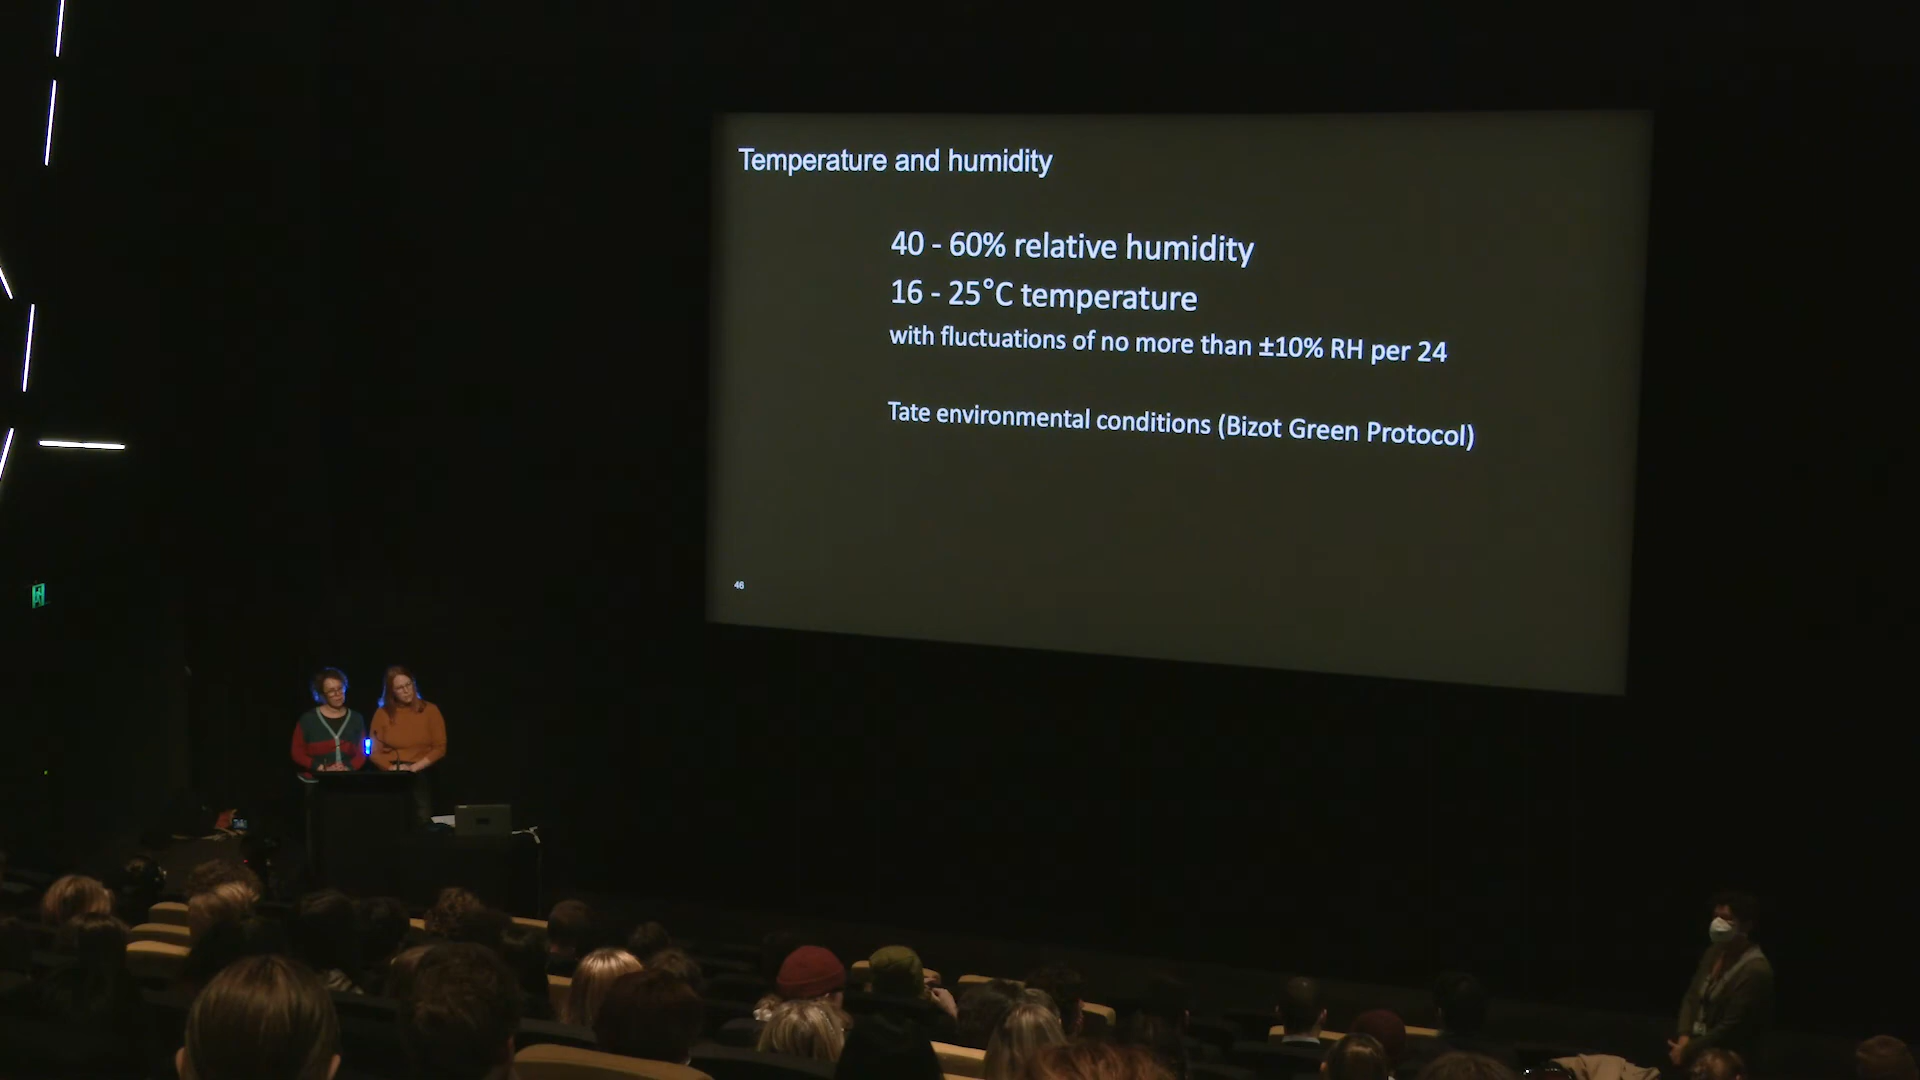 Temperature and humidity
40 - 60% relative humidity
16 - 25°C temperature
with fluctuations of no more than ±10% RH per 24
Tate environmental conditions (Bizot Green Protocol)
46